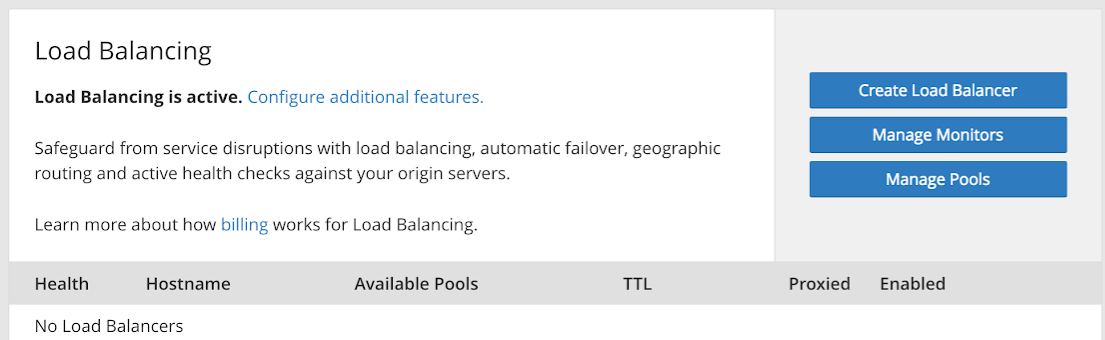 Load Balancing
Load Balancing is active. Configure additional features.
Safeguard from service disruptions with load balancing, automatic failover, geographic
routing and active health checks against your origin servers.
Learn more about how billing works for Load Balancing.
Create Load Balancer
Manage Monitors
Manage Pools
Health Hostname Available Pools TTL Proxied Enabled
No Load Balancers